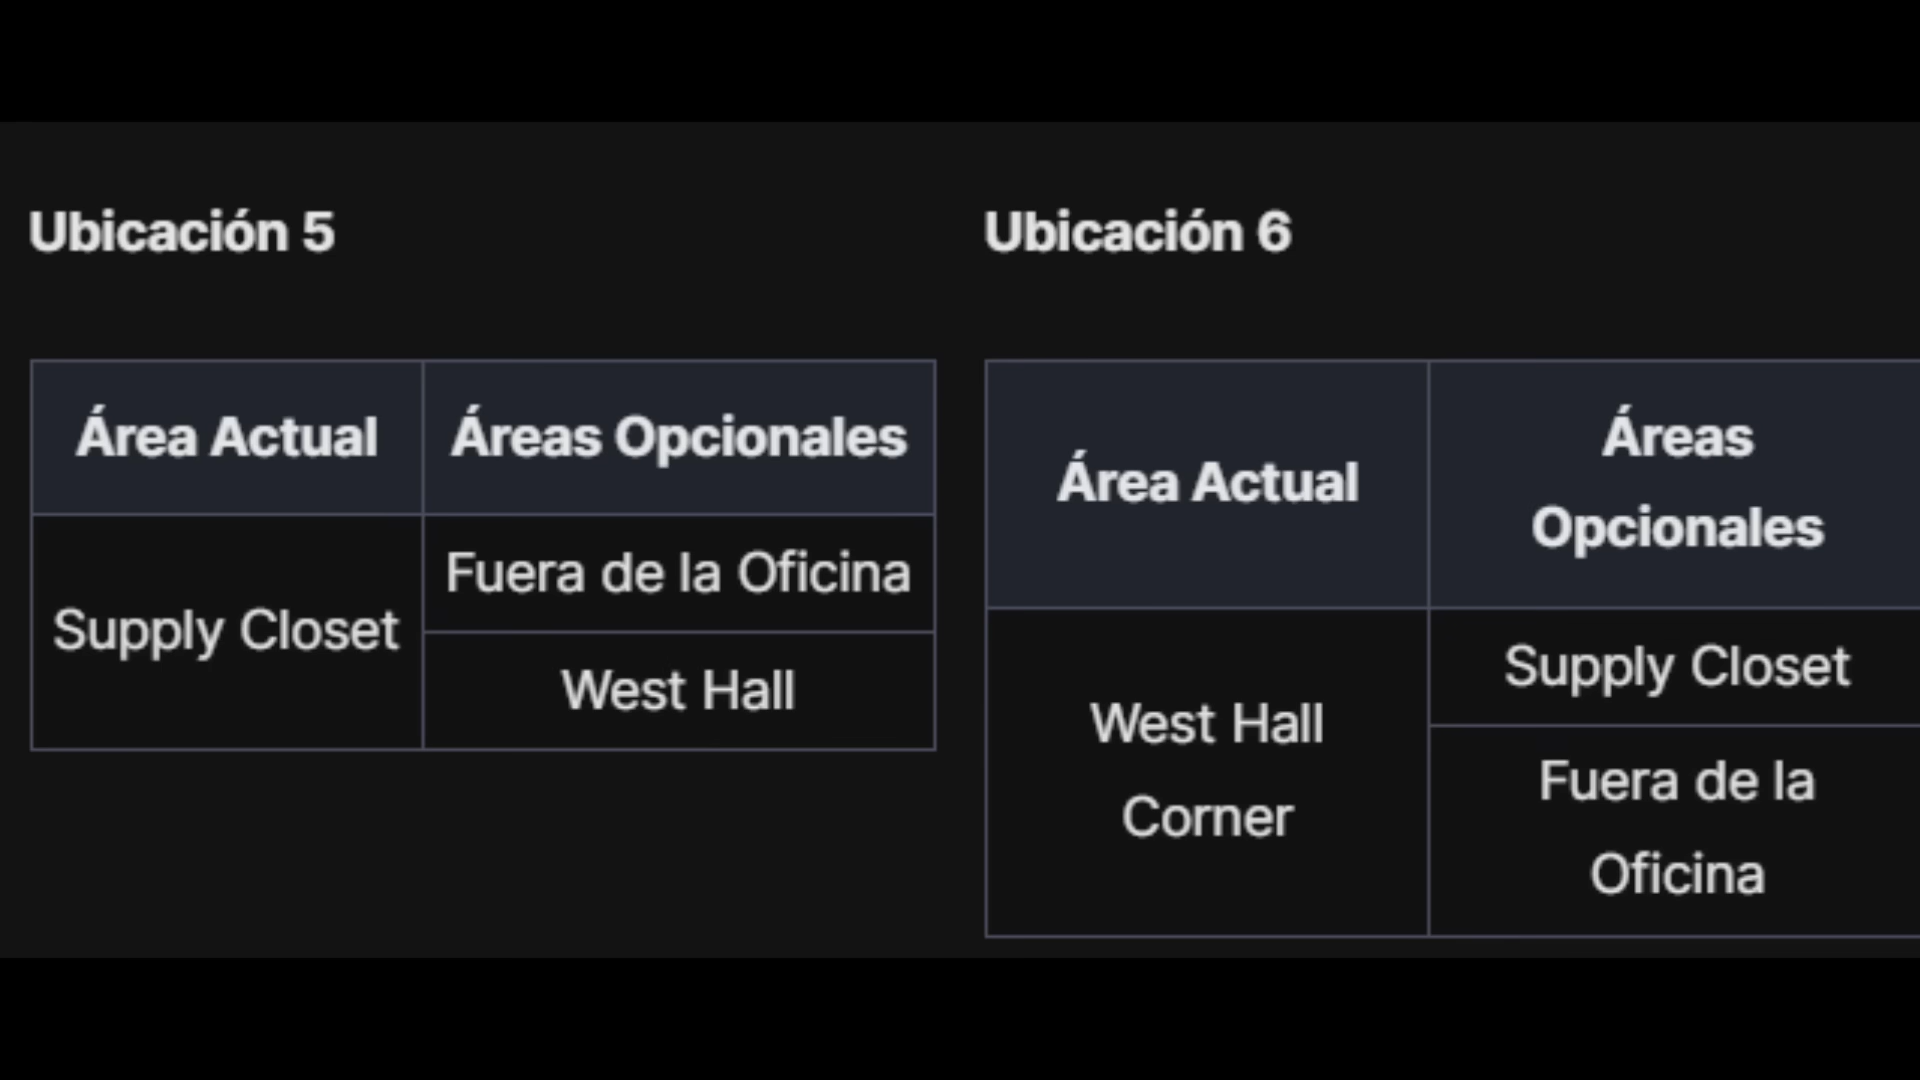 Ubicación 5
Área Actual
Áreas Opcionales
Supply Closet
Fuera de la Oficina
West Hall
Ubicación 6
Área Actual
Áreas
Opcionales
West Hall
Corner
Supply Closet
Fuera de la
Oficina